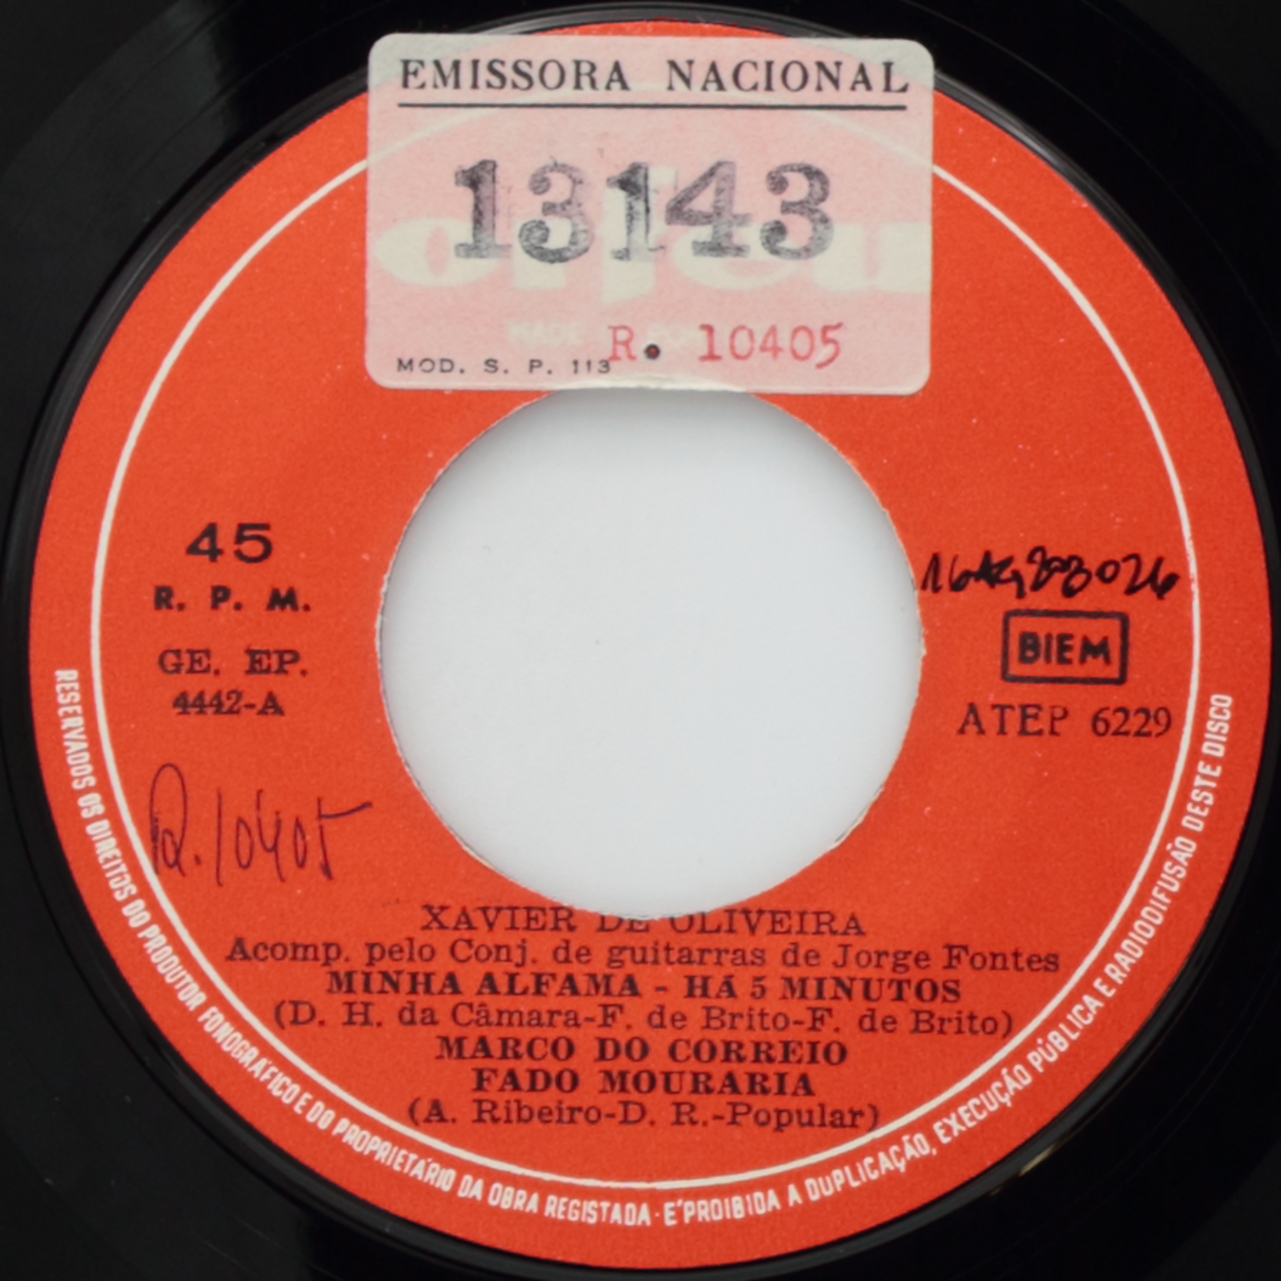 EMISSORA NACIONAL
13143
orfeu
R. 10405
MOD. S. P. 113
45
R. P. M.
GE. EP.
4442-A
R.10405
BIEM
ATEP 6229
XAVIER DE OLIVEIRA
Acomp. pelo Conj. de guitarras de Jorge Fontes
MINHA ALFAMA - HÁ 5 MINUTOS
(D. H. da Câmara-F. de Brito-F. de Brito)
MARCO DO CORREIO
FADO MOURARIA
(A. Ribeiro-D. R.-Popular)
RESERVADOS OS DIREITOS DO PRODUTOR FONOGRÁFICO E DO PROPRIETÁRIO DA OBRA REGISTADA · É PROIBIDA A DUPLICAÇÃO, EXECUÇÃO PÚBLICA E RADIODIFUSÃO DESTE DISCO